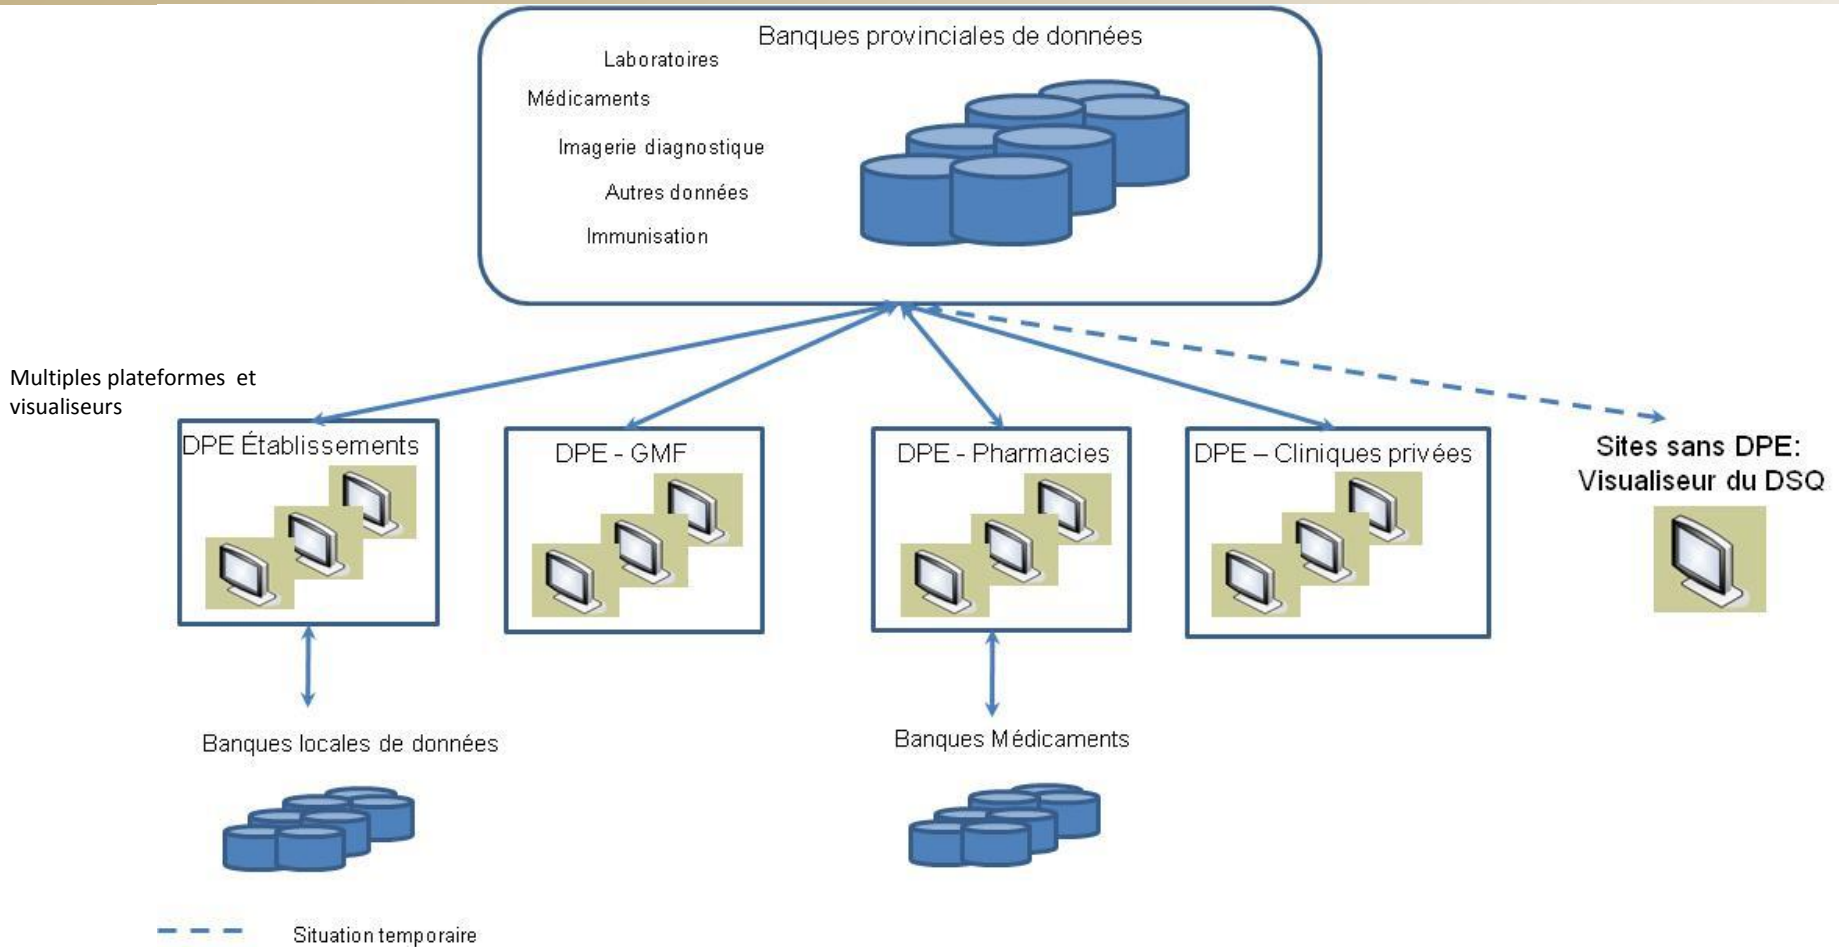 Banques provinciales de données
Laboratoires
Médicaments
Imagerie diagnostique
Autres données
Immunisation
Multiples plateformes et
visualiseurs
DPE Établissements
DPE - GMF
DPE - Pharmacies
DPE – Cliniques privées
Sites sans DPE:
Visualiseur du DSQ
Banques locales de données
Banques Médicaments
Situation temporaire